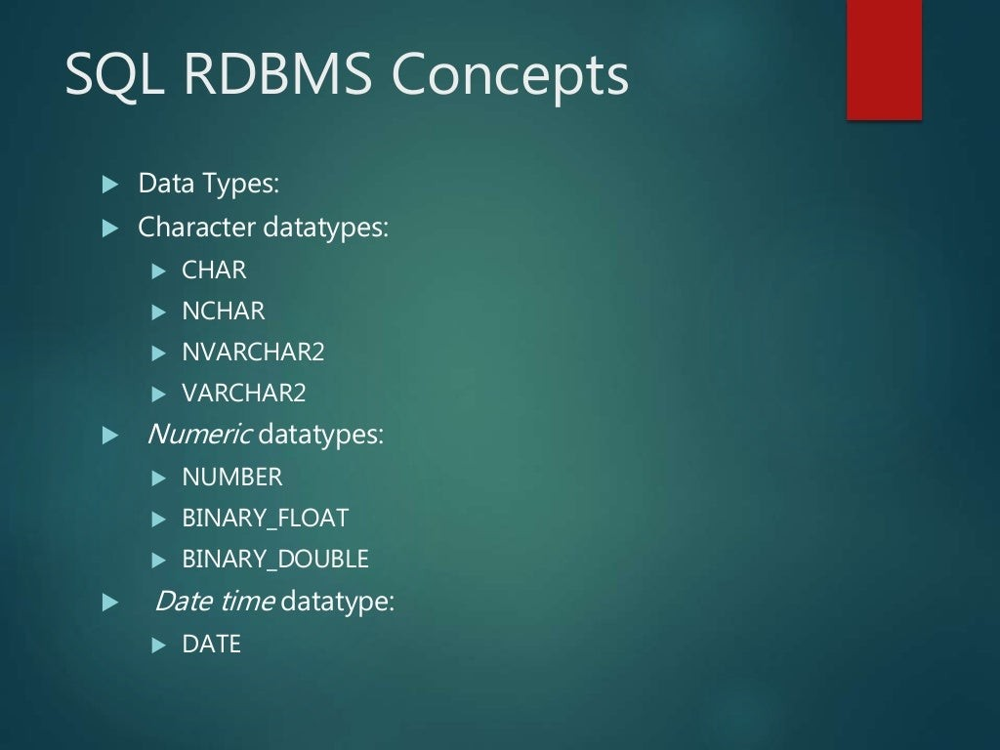 SQL RDBMS Concepts
Data Types:
Character datatypes:
CHAR
NCHAR
NVARCHAR2
VARCHAR2
Numeric datatypes:
NUMBER
BINARY_FLOAT
BINARY_DOUBLE
Date time datatype:
DATE